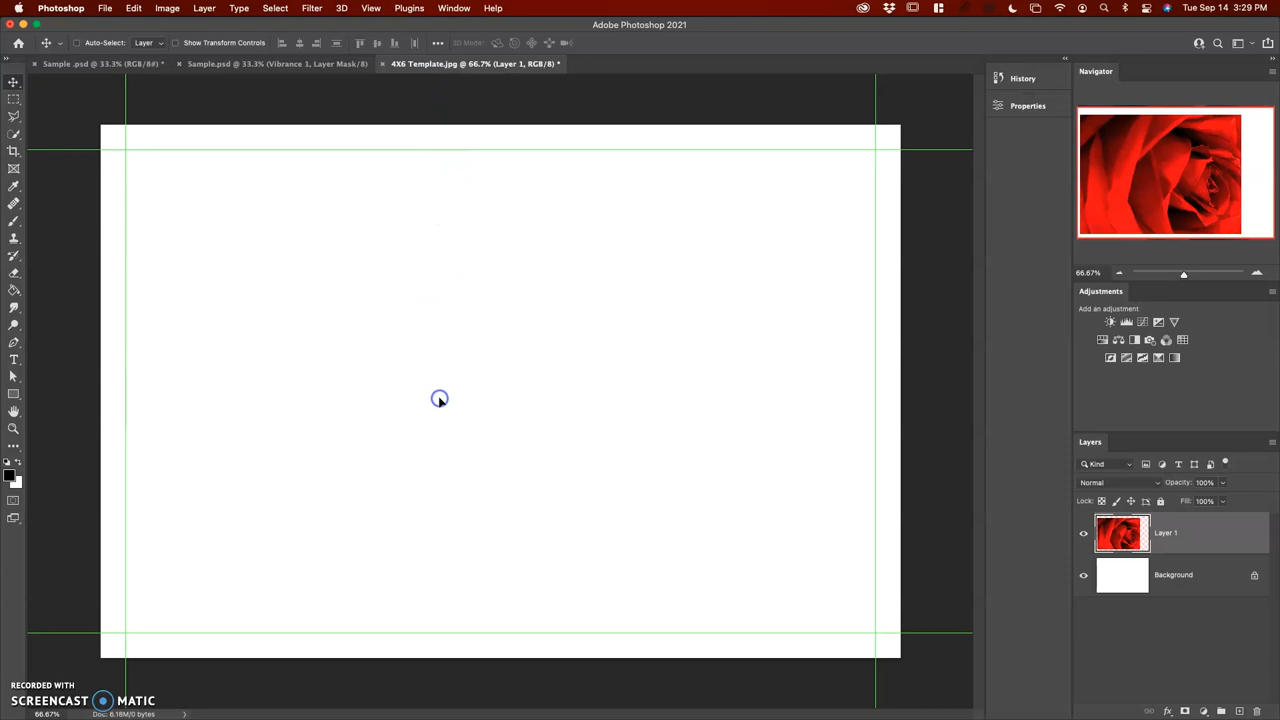 Photoshop File Edit Image Layer Type Select Filter 3D View Plugins Window Help Tue Sep 14 3:29 PM
Adobe Photoshop 2021
Auto-Select: Layer Show Transform Controls 3D Mode:
Sample .psd @ 33.3% (RGB/8#) * Sample.psd @ 33.3% (Vibrance 1, Layer Mask/8) 4X6 Template.jpg @ 66.7% (Layer 1, RGB/8) *
History
Properties
Navigator
66.67%
Adjustments
Add an adjustment
Layers
Kind
Normal Opacity: 100%
Lock: Fill: 100%
Layer 1
Background
RECORDED WITH
SCREENCAST MATIC
66.67% Doc: 6.18M/0 bytes